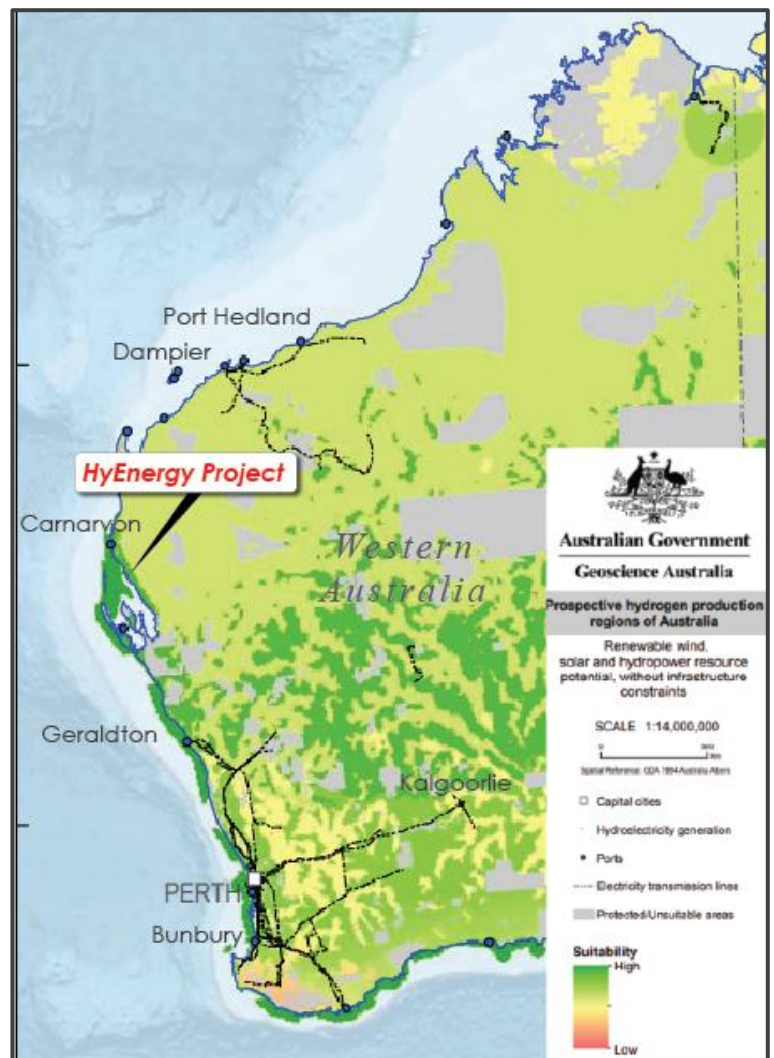 Port Hedland
Dampier
HyEnergy Project
Carnarvon
Western
Australia
Geraldton
Kalgoorlie
PERTH
Bunbury
Australian Government
Geoscience Australia
Prospective hydrogen production
regions of Australia
Renewable wind,
solar and hydropower resource
potential, without infrastructure
constraints
SCALE 1:14,000,000
0
km
Capital cities
Hydroelectricity generation
Ports
Electricity transmission lines
Protected/Unsuitable areas
Suitability
High
Low